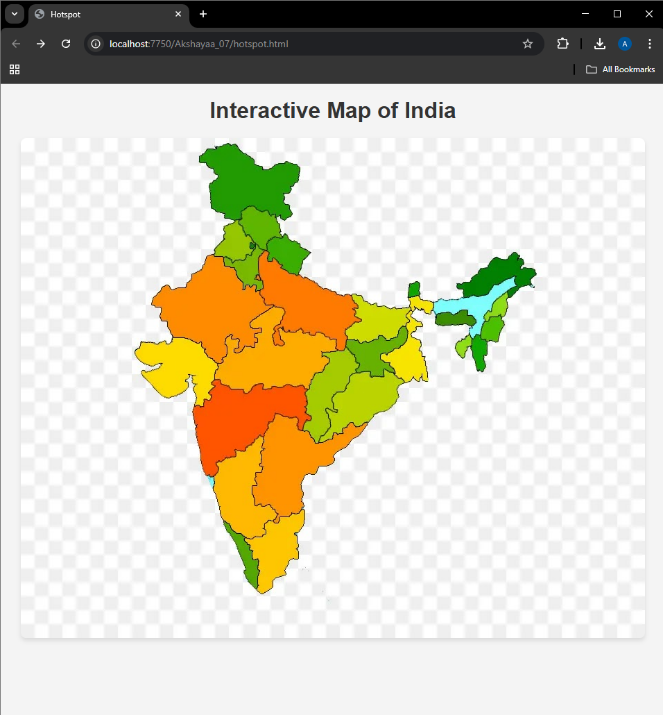 Hotspot
localhost:7750/Akshayaa_07/hotspot.html
A
All Bookmarks
Interactive Map of India